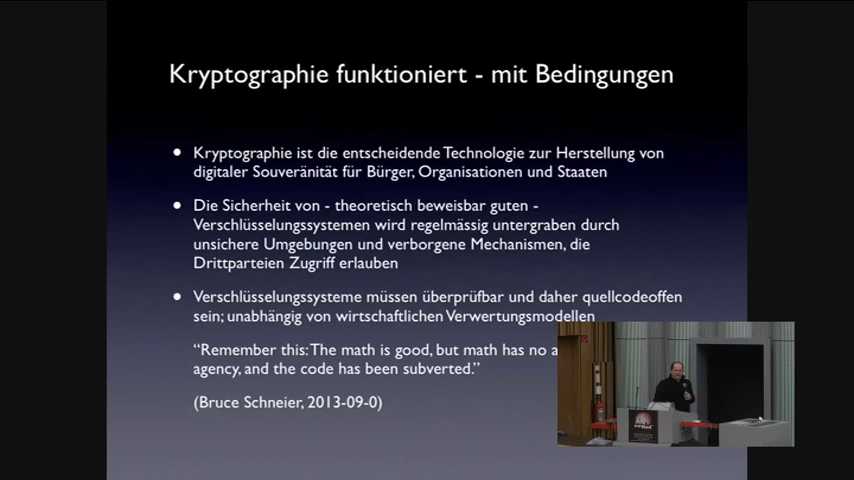 Kryptographie funktioniert - mit Bedingungen
• Kryptographie ist die entscheidende Technologie zur Herstellung von
digitaler Souveränität für Bürger, Organisationen und Staaten
• Die Sicherheit von - theoretisch beweisbar guten -
Verschlüsselungssystemen wird regelmässig untergraben durch
unsichere Umgebungen und verborgene Mechanismen, die
Drittparteien Zugriff erlauben
• Verschlüsselungssysteme müssen überprüfbar und daher quellcodeoffen
sein; unabhängig von wirtschaftlichen Verwertungsmodellen
“Remember this: The math is good, but math has no a
agency, and the code has been subverted.”
(Bruce Schneier, 2013-09-0)